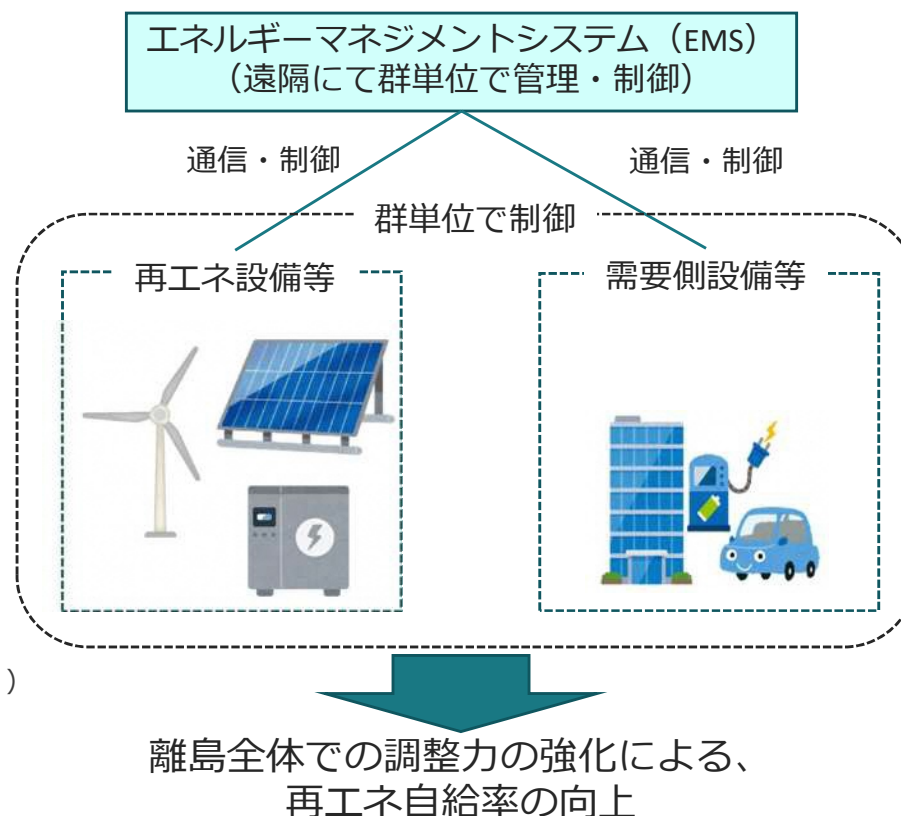 エネルギーマネジメントシステム（EMS）
（遠隔にて群単位で管理・制御）
通信・制御
通信・制御
群単位で制御
再エネ設備等
需要側設備等
）
離島全体での調整力の強化による、
再エネ自給率の向上